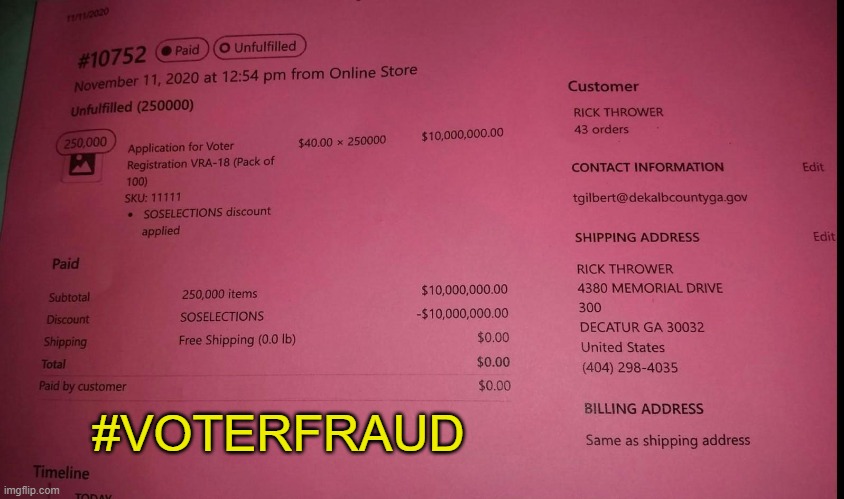 11/11/2020
#10752 Paid Unfulfilled
November 11, 2020 at 12:54 pm from Online Store
Unfulfilled (250000)
250,000
Application for Voter $40.00 × 250000 $10,000,000.00
Registration VRA-18 (Pack of
100)
SKU: 11111
• SOSELECTIONS discount
applied
Paid
Subtotal 250,000 items $10,000,000.00
Discount SOSELECTIONS -$10,000,000.00
Shipping Free Shipping (0.0 lb) $0.00
Total $0.00
Paid by customer $0.00
Customer
RICK THROWER
43 orders
CONTACT INFORMATION Edit
tgilbert@dekalbcountyga.gov
SHIPPING ADDRESS Edit
RICK THROWER
4380 MEMORIAL DRIVE
300
DECATUR GA 30032
United States
(404) 298-4035
BILLING ADDRESS
Same as shipping address
#VOTERFRAUD
Timeline
TODAY
imgflip.com